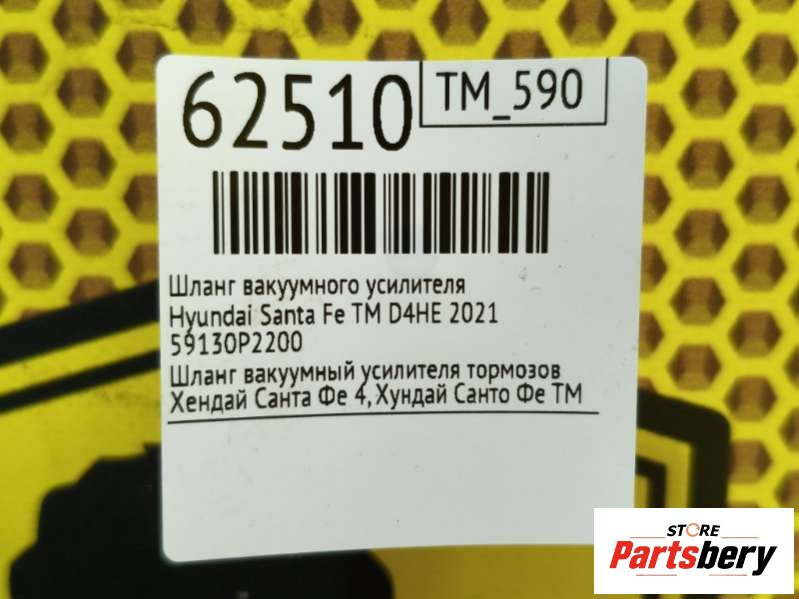 62510
TM_590
Шланг вакуумного усилителя
Hyundai Santa Fe TM D4HE 2021
59130P2200
Шланг вакуумный усилителя тормозов
Хендай Санта Фе 4, Хундай Санто Фе ТМ
STORE
Partsbery